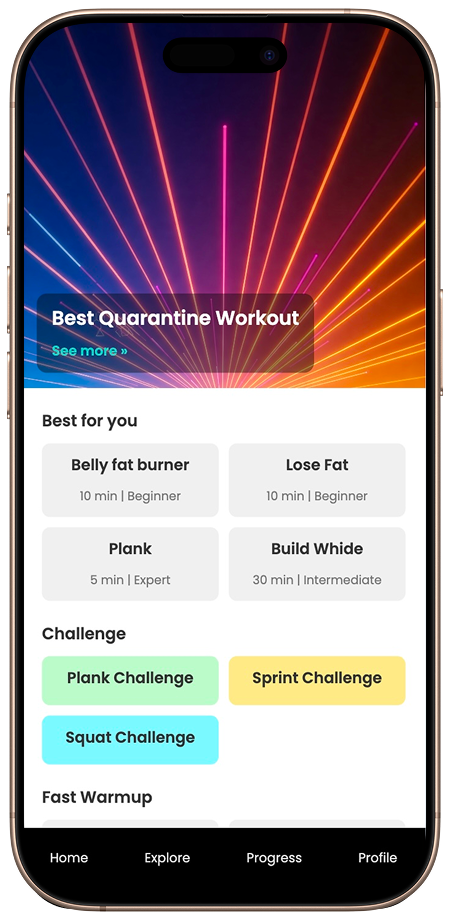 Best Quarantine Workout
See more »
Best for you
Belly fat burner
10 min | Beginner
Lose Fat
10 min | Beginner
Plank
5 min | Expert
Build Whide
30 min | Intermediate
Challenge
Plank Challenge
Sprint Challenge
Squat Challenge
Fast Warmup
Home Explore Progress Profile